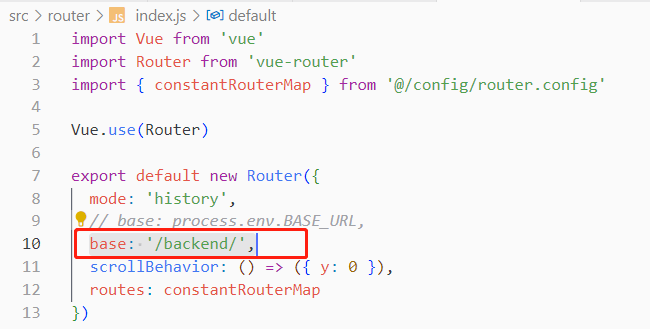 src > router > JS index.js > default
1 import Vue from 'vue'
2 import Router from 'vue-router'
3 import { constantRouterMap } from '@/config/router.config'
4
5 Vue.use(Router)
6
7 export default new Router({
8   mode: 'history',
9   // base: process.env.BASE_URL,
10   base: '/backend/',
11   scrollBehavior: () => ({ y: 0 }),
12   routes: constantRouterMap
13 })